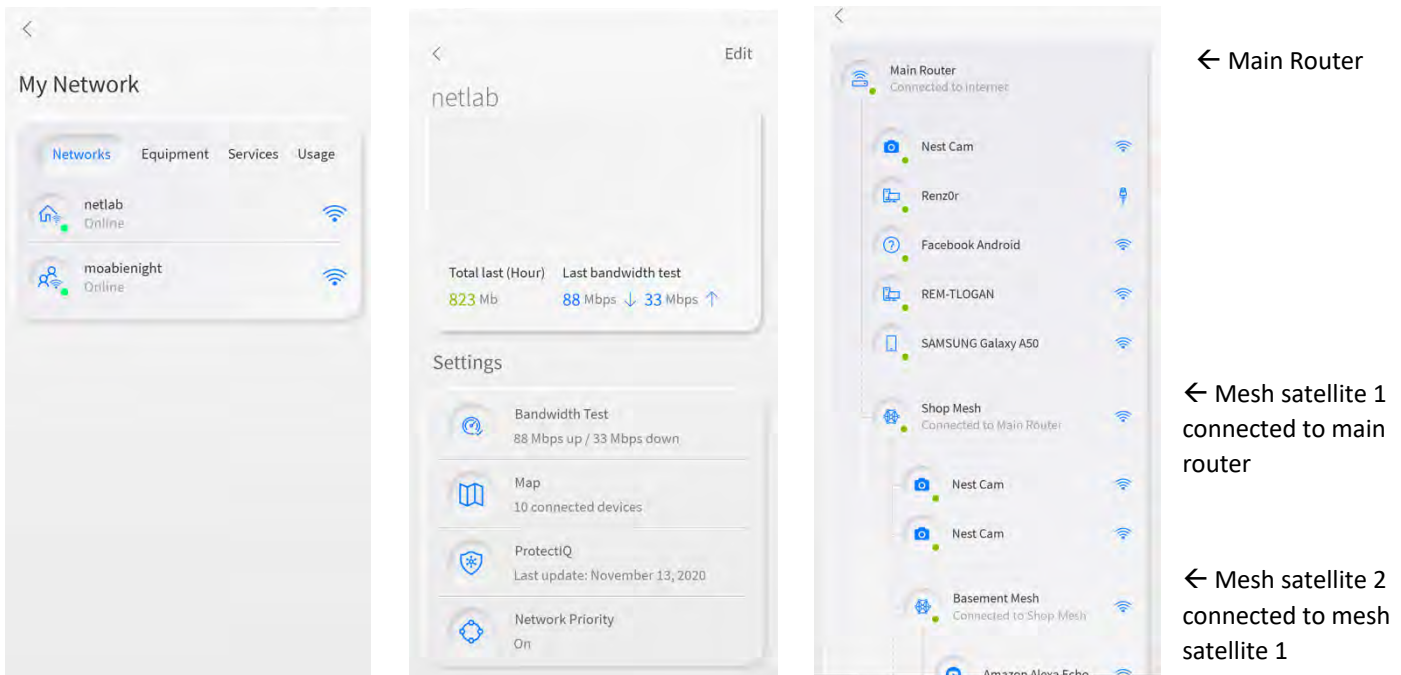 My Network
Networks Equipment Services Usage
netlab
Online
moabienight
Online
Edit
netlab
Total last (Hour) Last bandwidth test
823 Mb 88 Mbps ↓ 33 Mbps ↑
Settings
Bandwidth Test
88 Mbps up / 33 Mbps down
Map
10 connected devices
ProtectIQ
Last update: November 13, 2020
Network Priority
On
Main Router
Connected to Internet
Nest Cam
Renz0r
Facebook Android
REM-TLOGAN
SAMSUNG Galaxy A50
Shop Mesh
Connected to Main Router
Nest Cam
Nest Cam
Basement Mesh
Connected to Shop Mesh
Amazon Alexa Echo
← Main Router
← Mesh satellite 1
connected to main
router
← Mesh satellite 2
connected to mesh
satellite 1